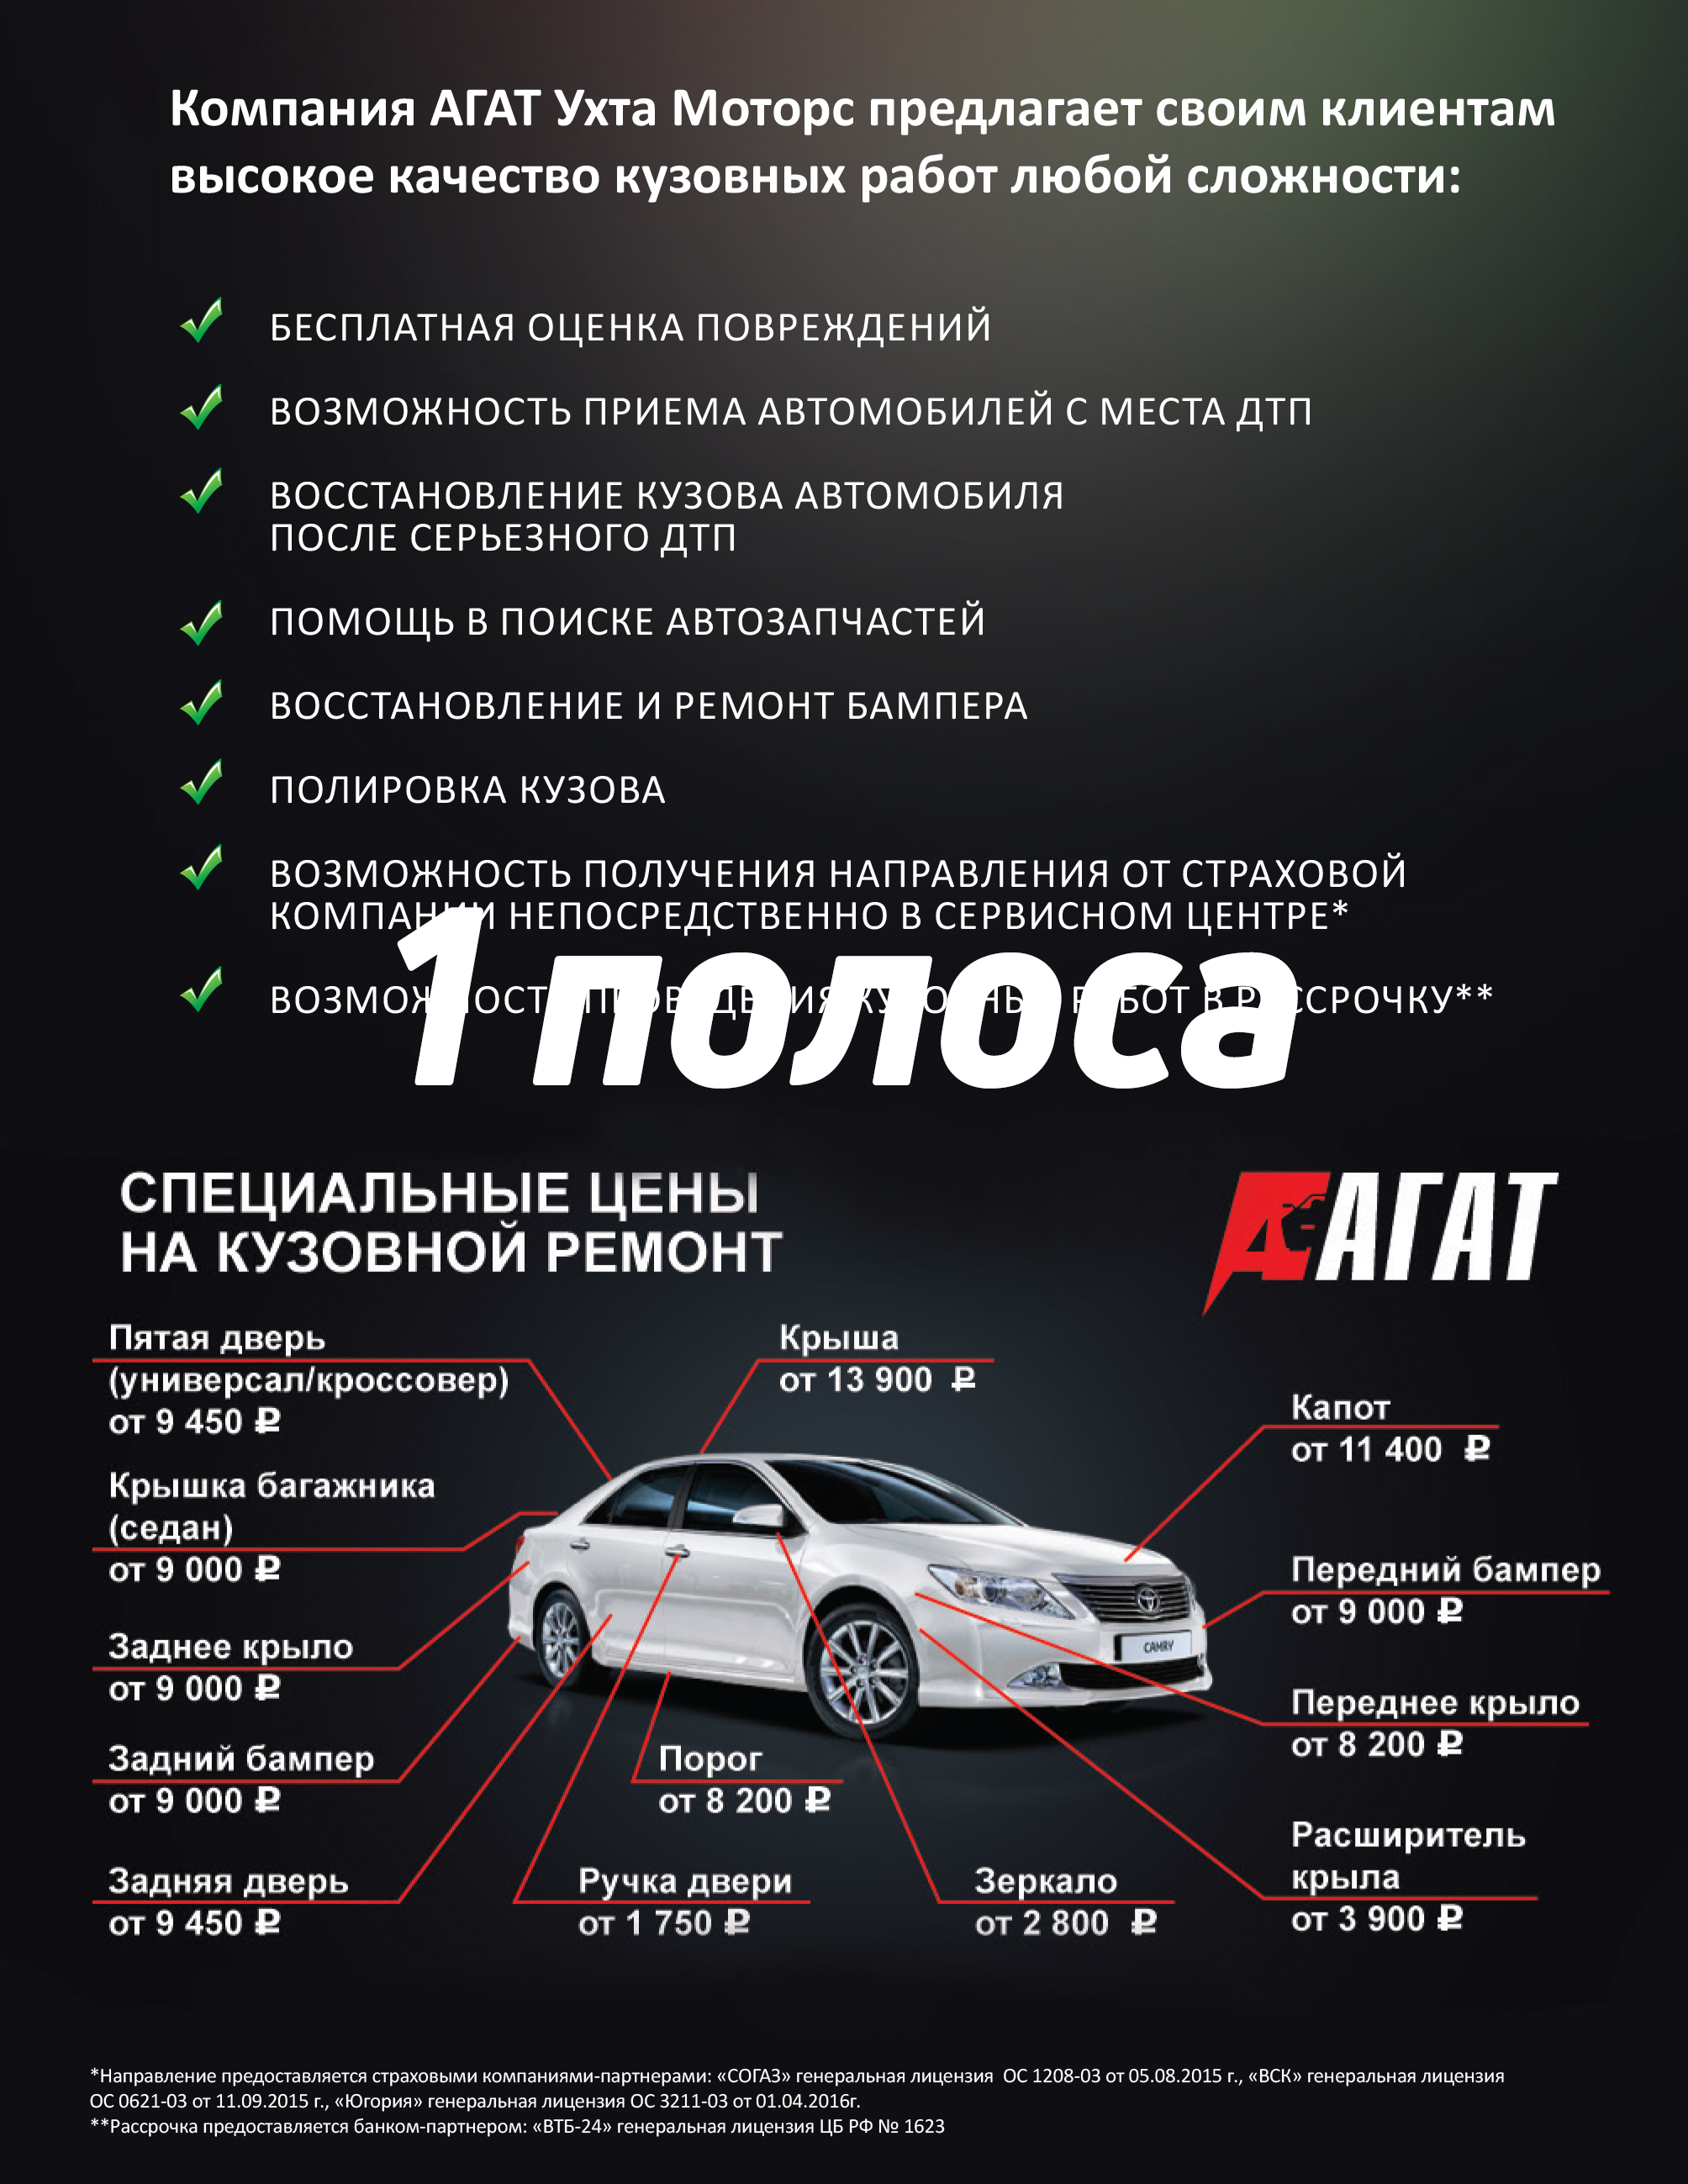 Компания АГАТ Ухта Моторс предлагает своим клиентам
высокое качество кузовных работ любой сложности:
БЕСПЛАТНАЯ ОЦЕНКА ПОВРЕЖДЕНИЙ
ВОЗМОЖНОСТЬ ПРИЕМА АВТОМОБИЛЕЙ С МЕСТА ДТП
ВОССТАНОВЛЕНИЕ КУЗОВА АВТОМОБИЛЯ
ПОСЛЕ СЕРЬЕЗНОГО ДТП
ПОМОЩЬ В ПОИСКЕ АВТОЗАПЧАСТЕЙ
ВОССТАНОВЛЕНИЕ И РЕМОНТ БАМПЕРА
ПОЛИРОВКА КУЗОВА
ВОЗМОЖНОСТЬ ПОЛУЧЕНИЯ НАПРАВЛЕНИЯ ОТ СТРАХОВОЙ
КОМПАНИИ НЕПОСРЕДСТВЕННО В СЕРВИСНОМ ЦЕНТРЕ*
ВОЗМОЖНОСТЬ ПРОВЕДЕНИЯ КУЗОВНЫХ РАБОТ В РАССРОЧКУ**
1 полоса
СПЕЦИАЛЬНЫЕ ЦЕНЫ
НА КУЗОВНОЙ РЕМОНТ
АГАТ
Пятая дверь
(универсал/кроссовер)
от 9 450 ₽
Крыша
от 13 900 ₽
Капот
от 11 400 ₽
Крышка багажника
(седан)
от 9 000 ₽
Передний бампер
от 9 000 ₽
CAMRY
Заднее крыло
от 9 000 ₽
Переднее крыло
от 8 200 ₽
Задний бампер
от 9 000 ₽
Порог
от 8 200 ₽
Расширитель
крыла
от 3 900 ₽
Задняя дверь
от 9 450 ₽
Ручка двери
от 1 750 ₽
Зеркало
от 2 800 ₽
*Направление предоставляется страховыми компаниями-партнерами: «СОГАЗ» генеральная лицензия ОС 1208-03 от 05.08.2015 г., «ВСК» генеральная лицензия
ОС 0621-03 от 11.09.2015 г., «Югория» генеральная лицензия ОС 3211-03 от 01.04.2016г.
**Рассрочка предоставляется банком-партнером: «ВТБ-24» генеральная лицензия ЦБ РФ № 1623